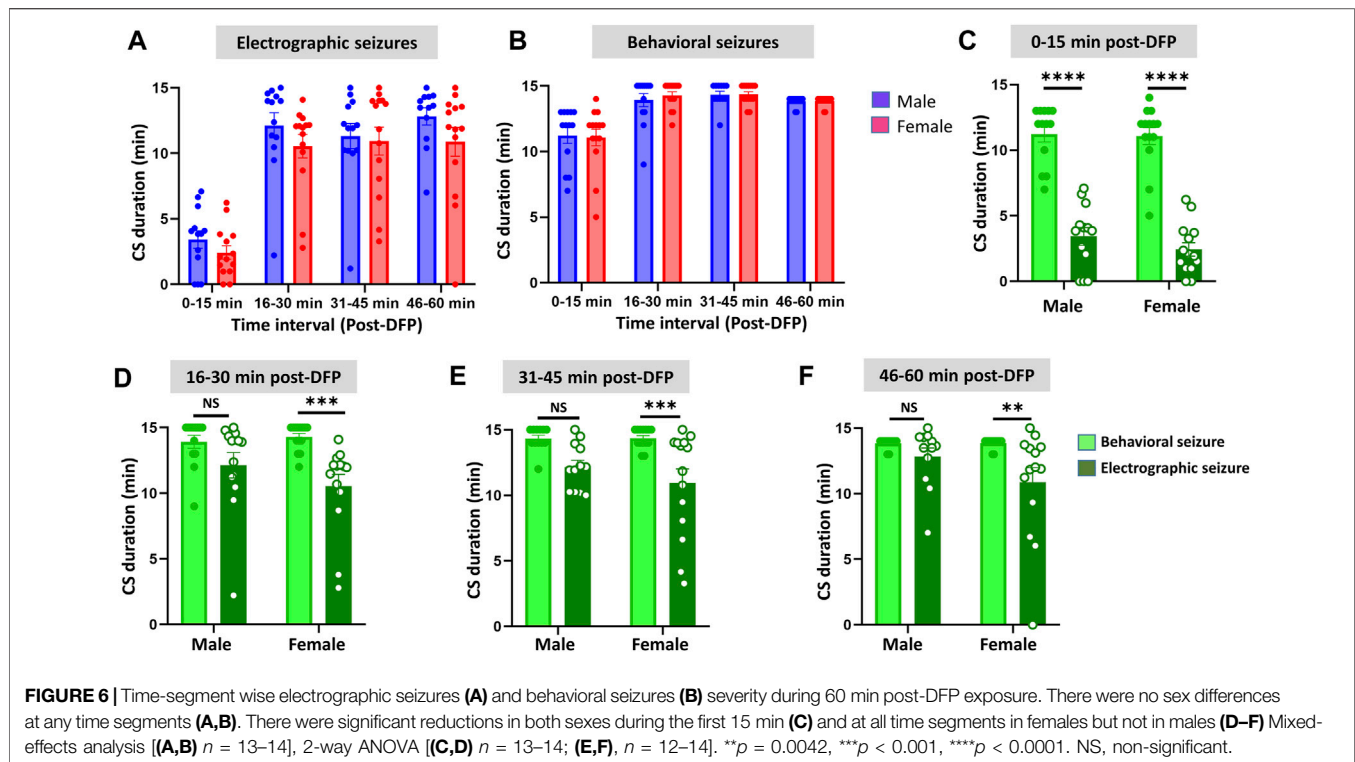 A
Electrographic seizures
B
Behavioral seizures
C
0-15 min post-DFP
CS duration (min)
15
10
5
0
0-15 min
16-30 min
31-45 min
46-60 min
Time interval (Post-DFP)
CS duration (min)
15
10
5
0
0-15 min
16-30 min
31-45 min
46-60 min
Time interval (Post-DFP)
Male
Female
CS duration (min)
15
10
5
0
****
****
Male
Female
D
16-30 min post-DFP
CS duration (min)
15
10
5
0
NS
***
Male
Female
E
31-45 min post-DFP
CS duration (min)
15
10
5
0
NS
***
Male
Female
F
46-60 min post-DFP
CS duration (min)
15
10
5
0
NS
**
Male
Female
Behavioral seizure
Electrographic seizure
FIGURE 6 | Time-segment wise electrographic seizures (A) and behavioral seizures (B) severity during 60 min post-DFP exposure. There were no sex differences
at any time segments (A,B). There were significant reductions in both sexes during the first 15 min (C) and at all time segments in females but not in males (D–F) Mixed-
effects analysis [(A,B) n = 13–14], 2-way ANOVA [(C,D) n = 13–14; (E,F), n = 12–14]. **p = 0.0042, ***p < 0.001, ****p < 0.0001. NS, non-significant.